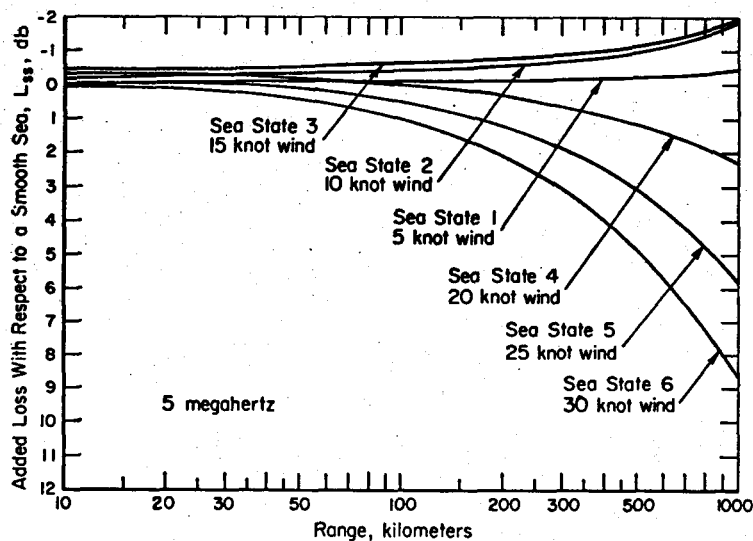 Added Loss With Respect to a Smooth Sea, Lss, db
-2
-1
0
1
2
3
4
5
6
7
8
9
10
11
12
Sea State 3
15 knot wind
Sea State 2
10 knot wind
Sea State 1
5 knot wind
Sea State 4
20 knot wind
Sea State 5
25 knot wind
Sea State 6
30 knot wind
5 megahertz
10 20 30 50 100 200 300 500 1000
Range, kilometers